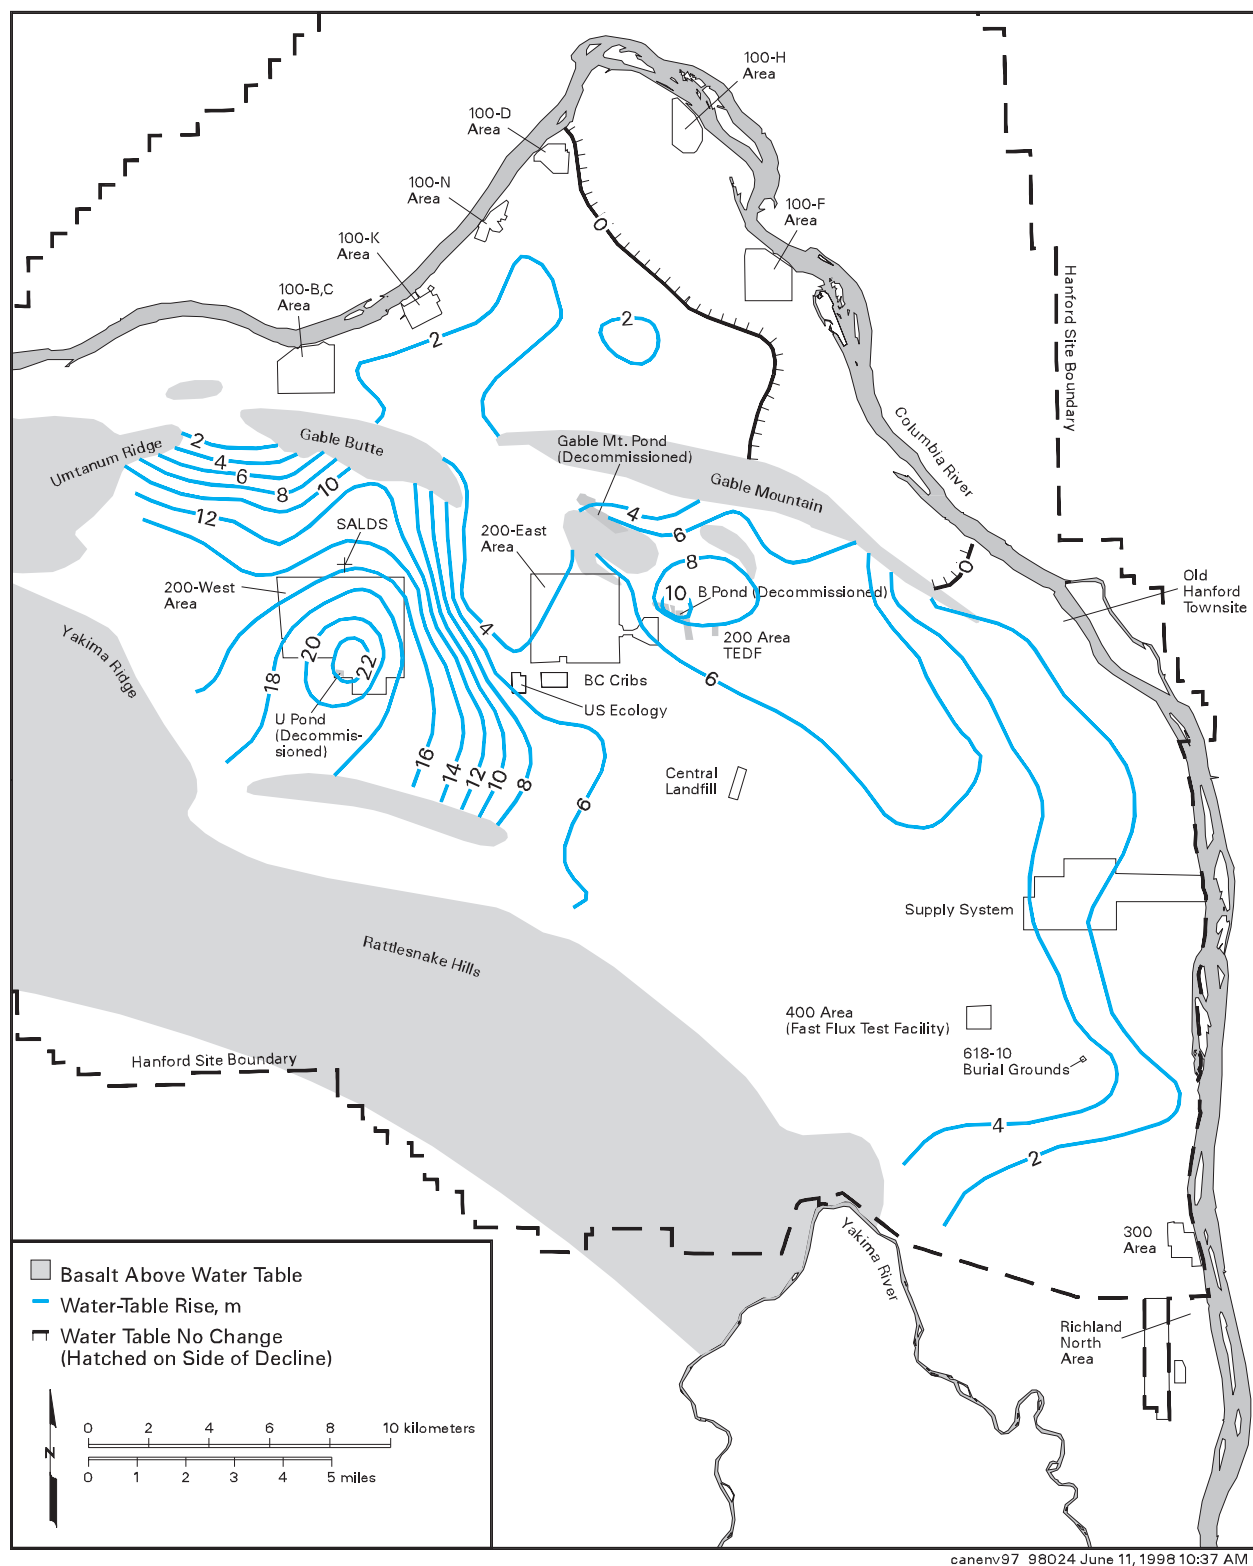 100-H
Area
100-D
Area
100-N
Area
100-F
Area
0
100-K
Area
100-B,C
Area
Hanford Site Boundary
2
2
Columbia River
Umtanum Ridge
Gable Butte
Gable Mt. Pond
(Decommissioned)
Gable Mountain
2
4
6
8
10
12
SALDS
200-East
Area
4
6
8
0
200-West
Area
10
B Pond (Decommissioned)
Old
Hanford
Townsite
Yakima Ridge
4
20
22
18
200 Area
TEDF
6
BC Cribs
US Ecology
U Pond
(Decommis-
sioned)
16
14
12
10
8
6
Central
Landfill
Supply System
Rattlesnake Hills
400 Area
(Fast Flux Test Facility)
618-10
Burial Grounds
Hanford Site Boundary
4
2
Yakima River
300
Area
Richland
North
Area
Basalt Above Water Table
Water-Table Rise, m
Water Table No Change
(Hatched on Side of Decline)
N
0 2 4 6 8 10 kilometers
0 1 2 3 4 5 miles
canenv97 98024 June 11, 1998 10:37 AM